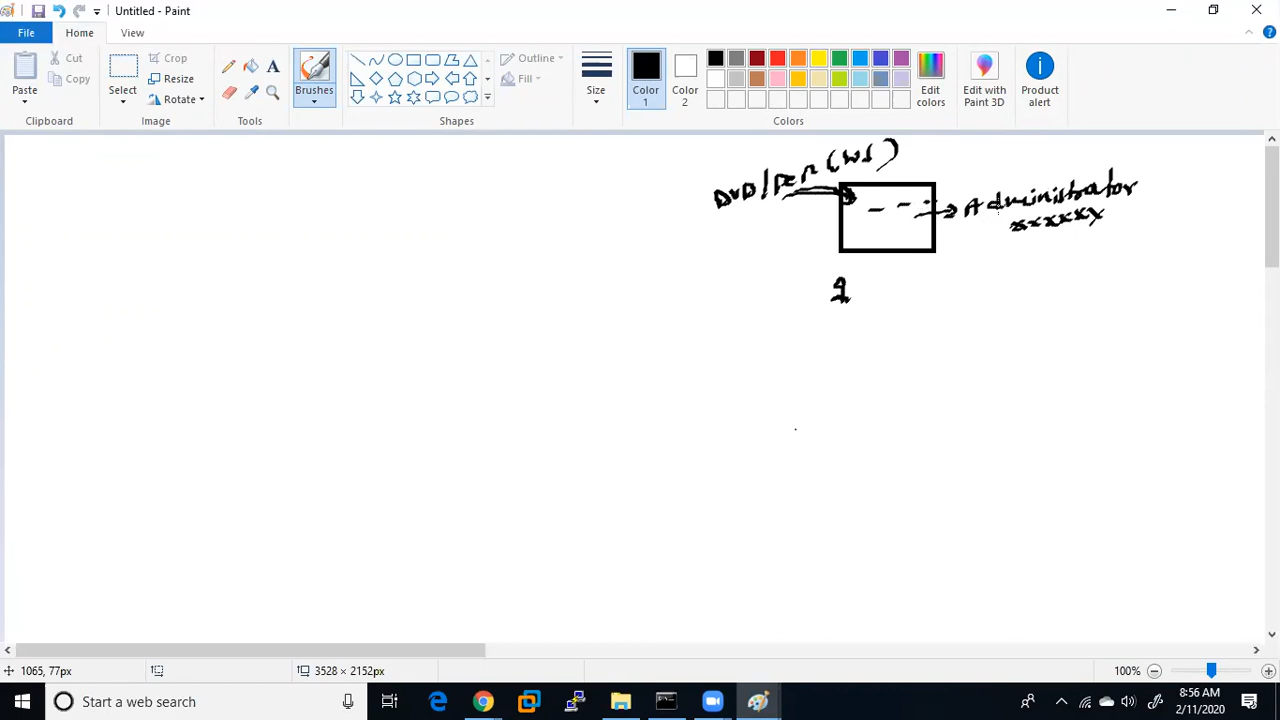 Untitled - Paint
File
Home
View
Cut
Copy
Paste
Clipboard
Crop
Resize
Rotate
Select
Image
Tools
Brushes
Outline
Fill
Shapes
Size
Color 1
Color 2
Edit colors
Edit with Paint 3D
Product alert
Colors
DVD/
Administrator
xxxxxx
1065, 77px
3528 × 2152px
100%
Start a web search
8:56 AM
2/11/2020